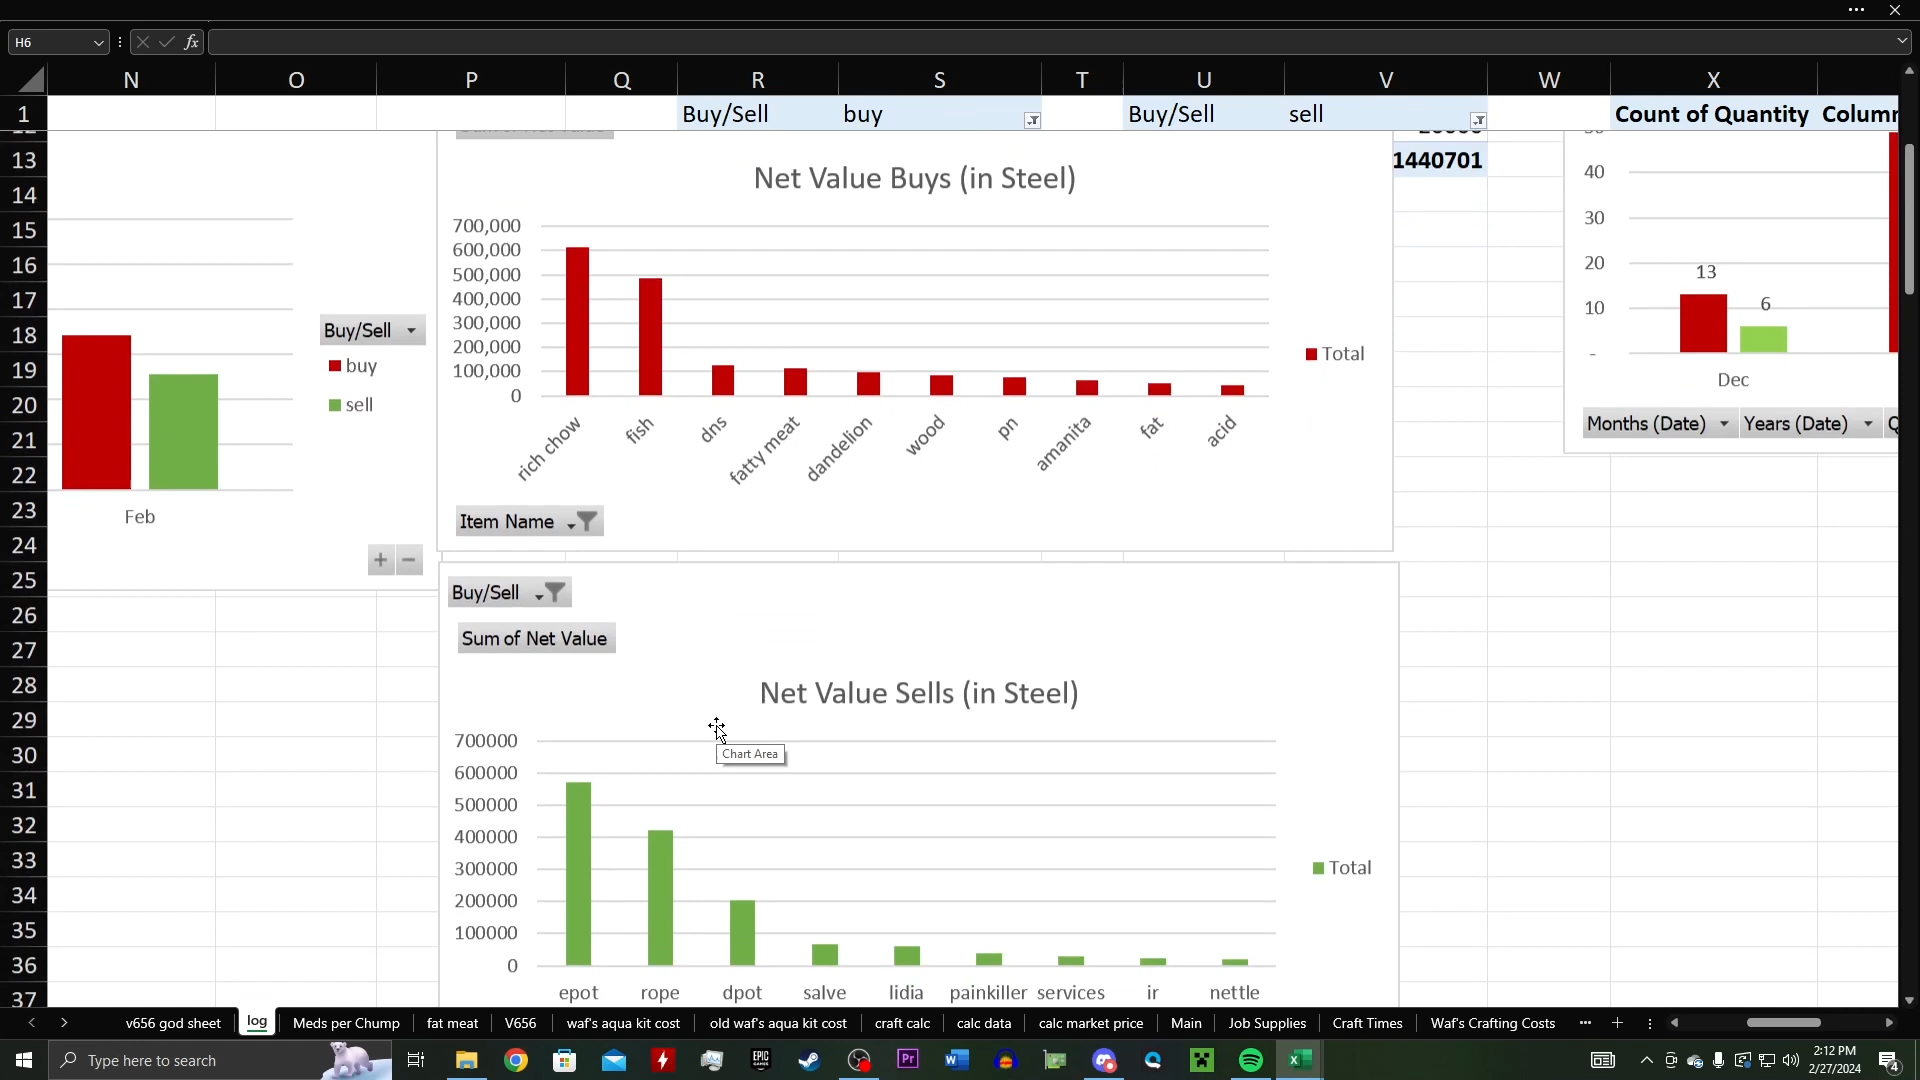 H6
fx
N O P Q R S T U V W X
1 Buy/Sell buy Buy/Sell sell Count of Quantity Column
13 1440701
14
15
16
17
18
19
20
21
22
23
24
25
26
27
28
29
30
31
32
33
34
35
36
37
Buy/Sell
buy
sell
Feb
+ −
Net Value Buys (in Steel)
700,000
600,000
500,000
400,000
300,000
200,000
100,000
0
rich chow fish dns fatty meat dandelion wood pn amanita fat acid
Total
Item Name
40
30
20
10
-
13
6
Dec
Months (Date) Years (Date) Q
Buy/Sell
Sum of Net Value
Net Value Sells (in Steel)
Chart Area
700000
600000
500000
400000
300000
200000
100000
0
epot rope dpot salve lidia painkiller services ir nettle
Total
v656 god sheet log Meds per Chump fat meat V656 waf's aqua kit cost old waf's aqua kit cost craft calc calc data calc market price Main Job Supplies Craft Times Waf's Crafting Costs
Type here to search
EPIC GAMES
Pr
2:12 PM
2/27/2024
4